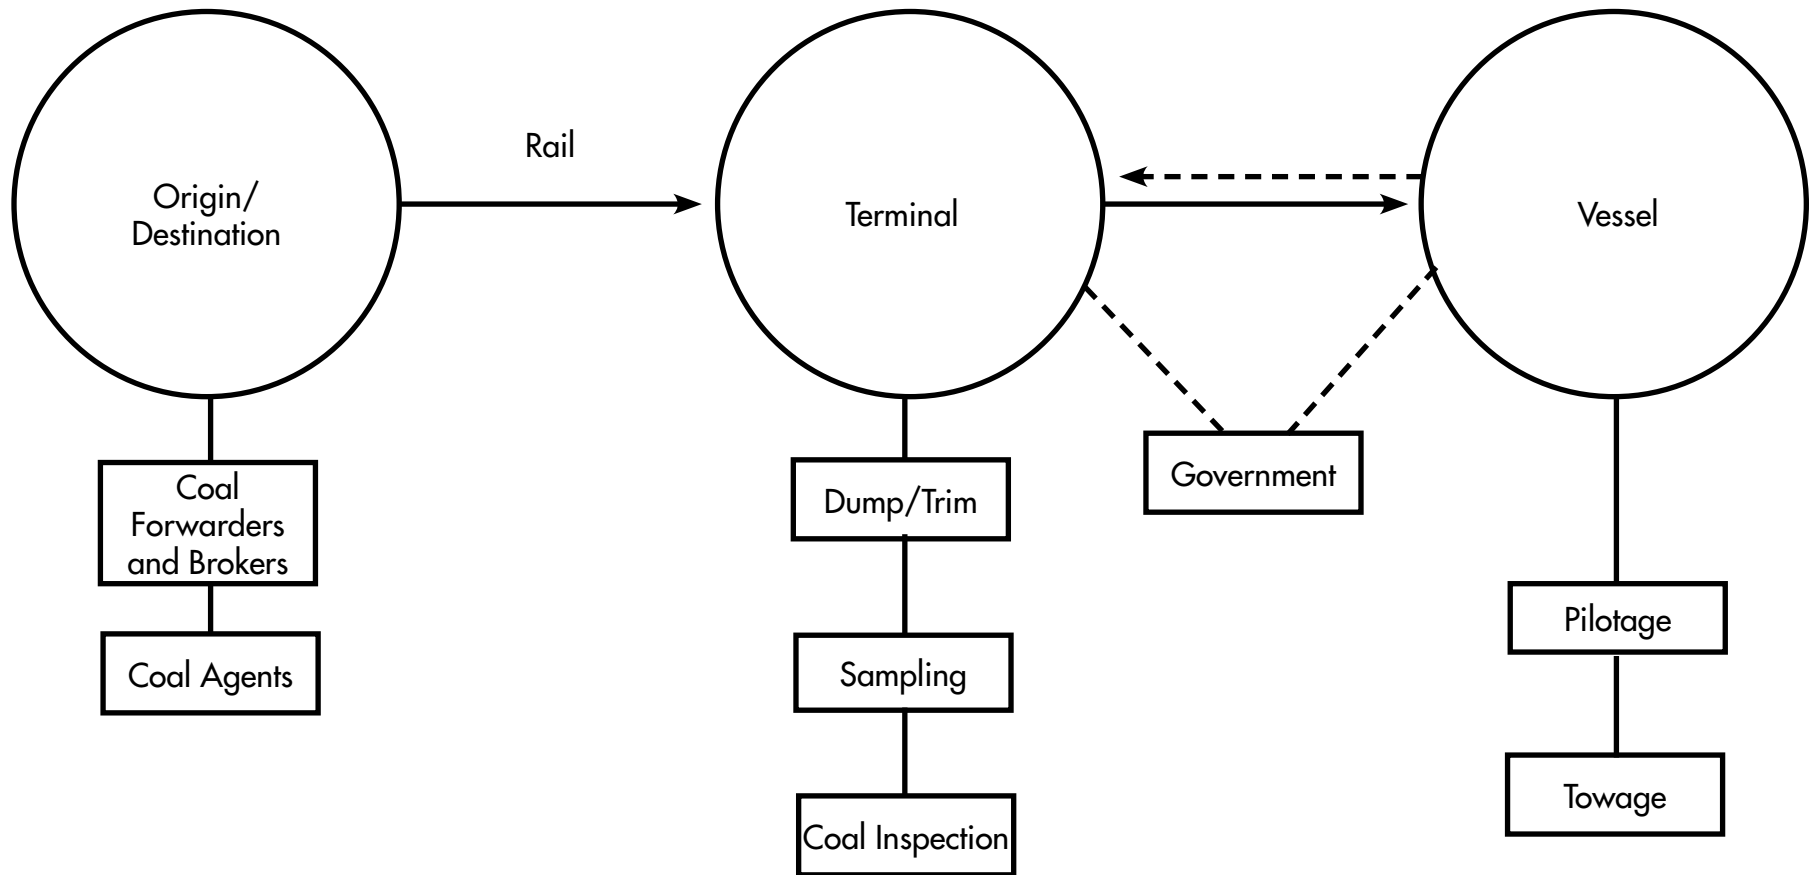 Origin/
Destination
Rail
Terminal
Vessel
Coal
Forwarders
and Brokers
Coal Agents
Dump/Trim
Sampling
Coal Inspection
Government
Pilotage
Towage